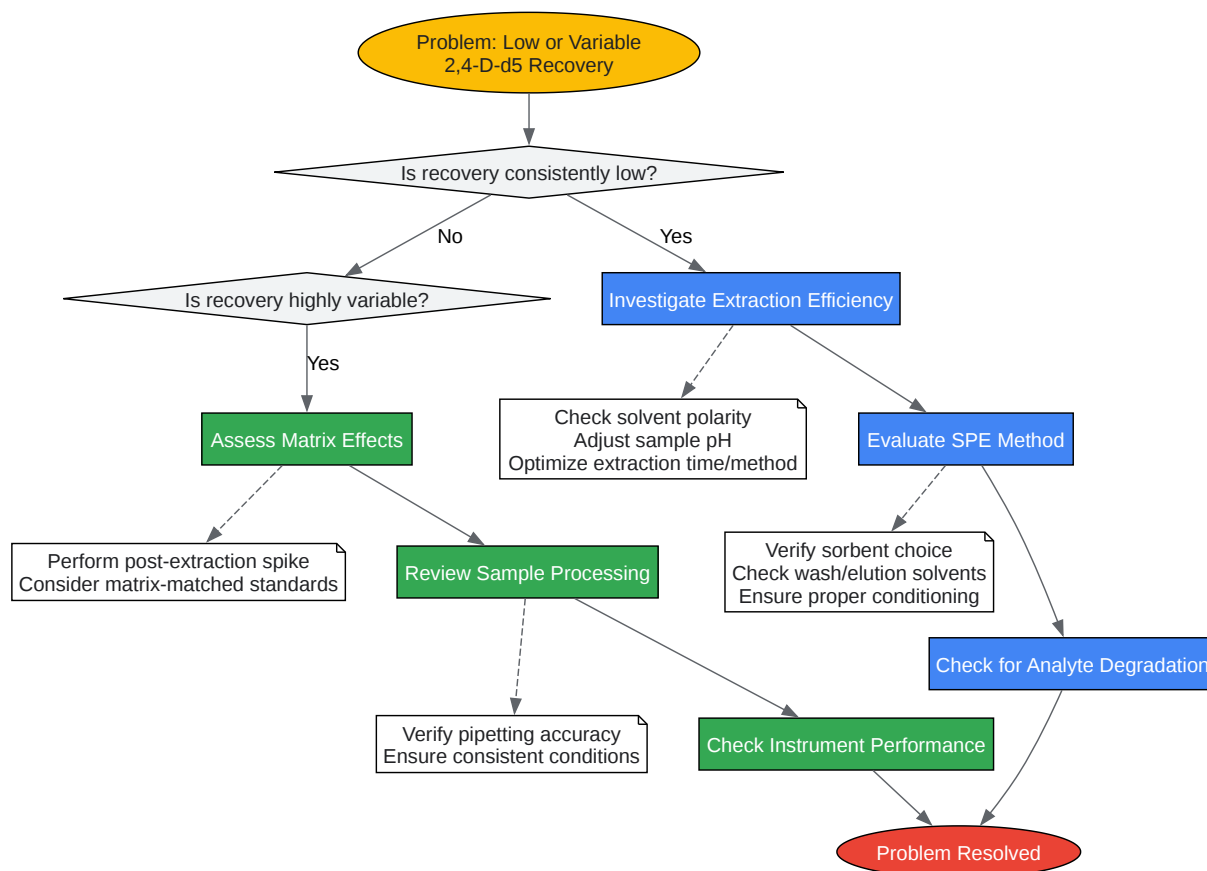 Problem: Low or Variable
2,4-D-d5 Recovery
Is recovery consistently low?
No
Yes
Is recovery highly variable?
Investigate Extraction Efficiency
Yes
Check solvent polarity
Adjust sample pH
Optimize extraction time/method
Assess Matrix Effects
Evaluate SPE Method
Perform post-extraction spike
Consider matrix-matched standards
Review Sample Processing
Verify sorbent choice
Check wash/elution solvents
Ensure proper conditioning
Check for Analyte Degradation
Verify pipetting accuracy
Ensure consistent conditions
Check Instrument Performance
Problem Resolved